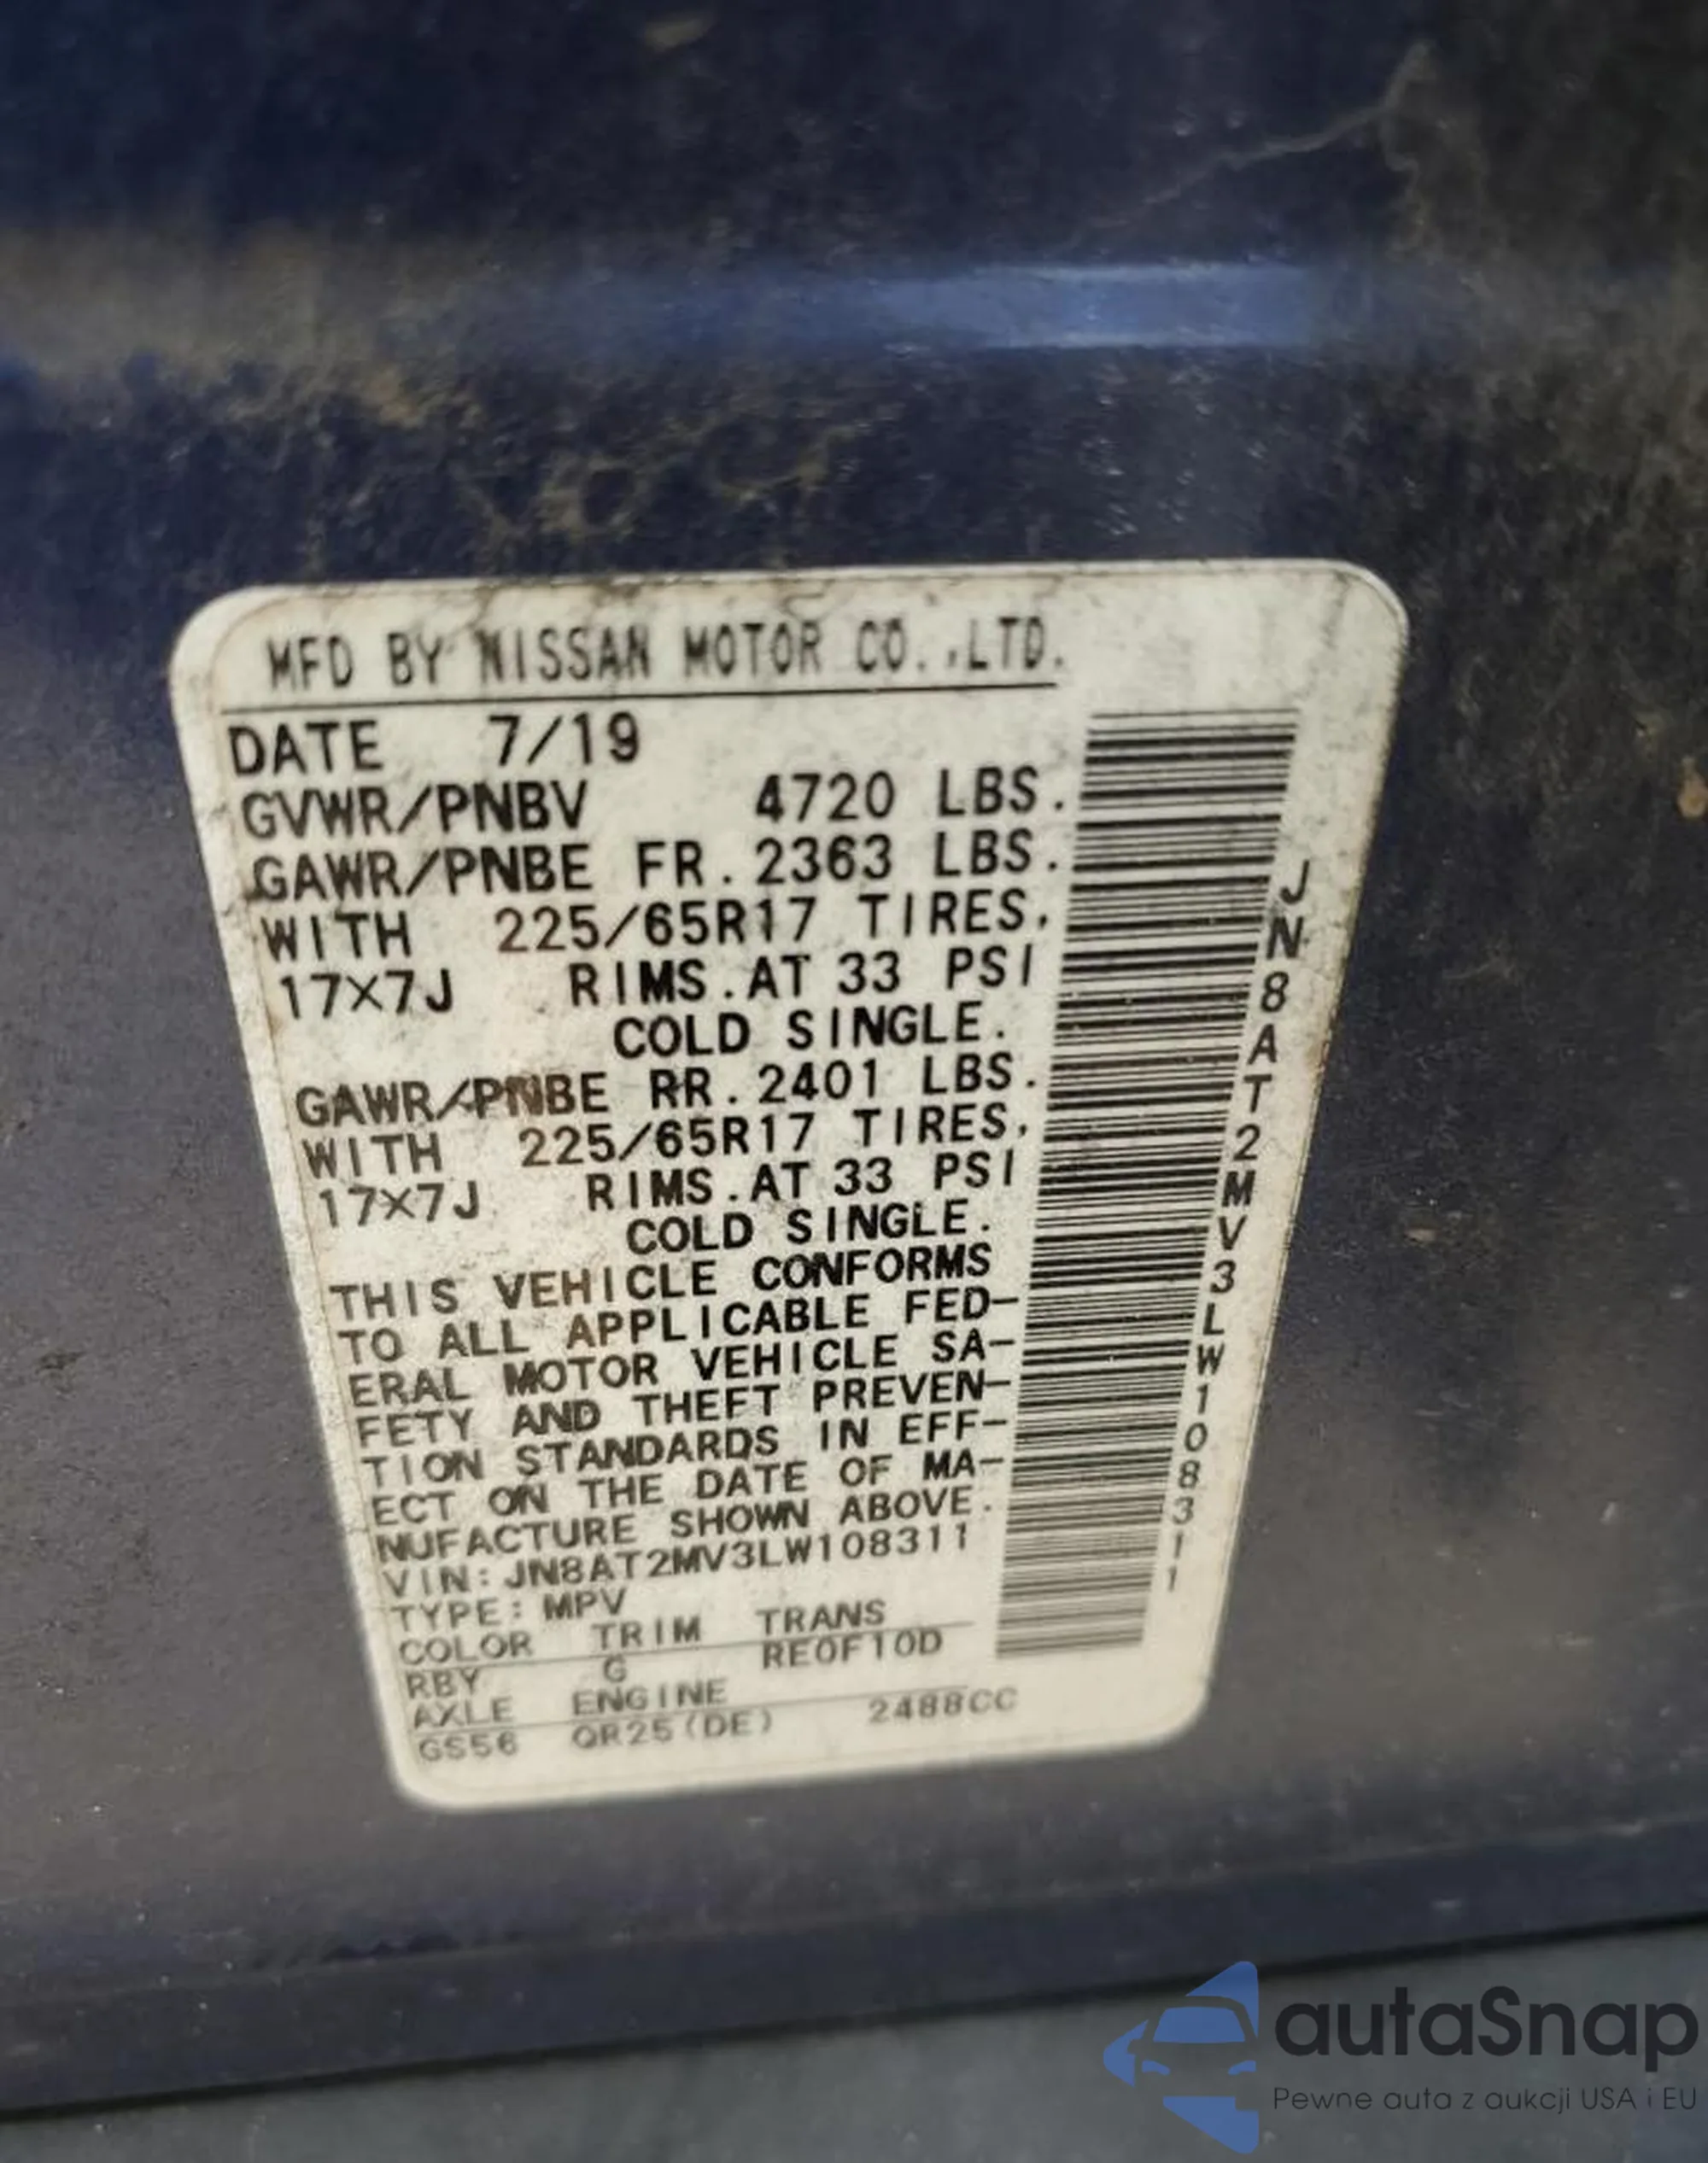 MFD BY NISSAN MOTOR CO.,LTD.
DATE 7/19
GVWR/PNBV 4720 LBS.
GAWR/PNBE FR.2363 LBS.
WITH 225/65R17 TIRES,
17X7J RIMS.AT 33 PSI
COLD SINGLE.
GAWR/PNBE RR.2401 LBS.
WITH 225/65R17 TIRES,
17X7J RIMS.AT 33 PSI
COLD SINGLE.
THIS VEHICLE CONFORMS
TO ALL APPLICABLE FED-
ERAL MOTOR VEHICLE SA-
FETY AND THEFT PREVEN-
TION STANDARDS IN EFF-
ECT ON THE DATE OF MA-
NUFACTURE SHOWN ABOVE.
VIN:JN8AT2MV3LW108311
TYPE:MPV
COLOR TRIM TRANS
RBY G RE0F10D
AXLE ENGINE
GS56 QR25(DE) 2488CC
JN8AT2MV3LW108311
autaSnap
Pewne auta z aukcji USA i EU